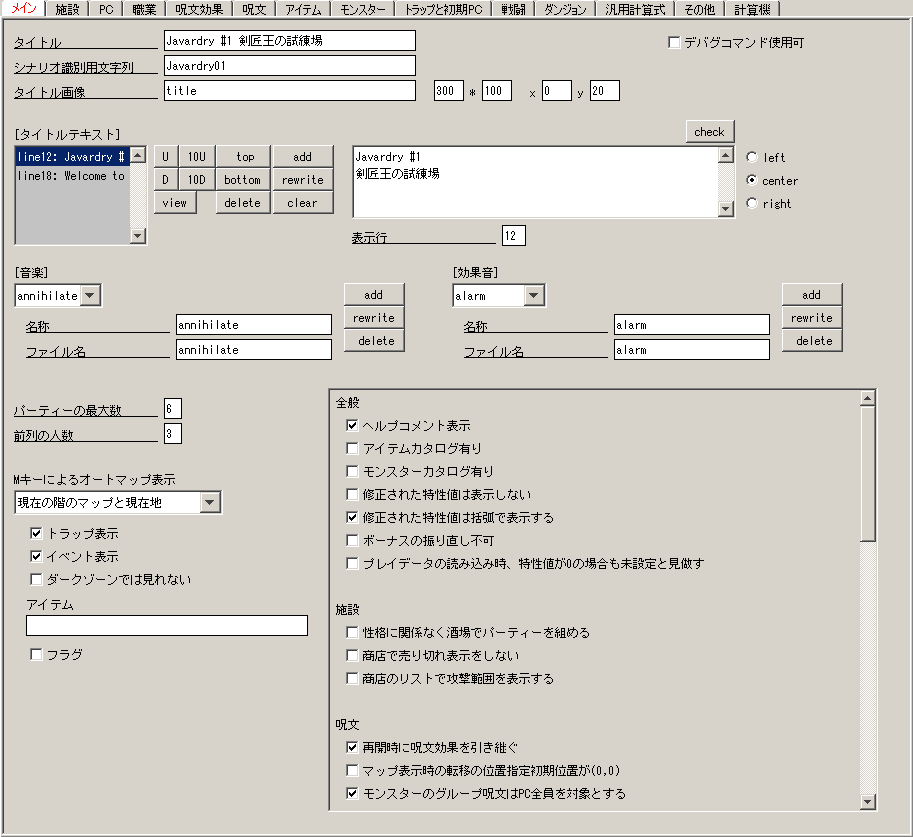 メイン 施設 PC 職業 呪文効果 呪文 アイテム モンスター トラップと初期PC 戦闘 ダンジョン 汎用計算式 その他 計算機
タイトル Javardry #1 剣匠王の試練場 デバグコマンド使用可
シナリオ識別用文字列 Javardry01
タイトル画像 title 300 * 100 x 0 y 20
[タイトルテキスト] check
line12: Javardry #
line18: Welcome to
U 10U top add
D 10D bottom rewrite
view delete clear
Javardry #1
剣匠王の試練場
left
center
right
表示行 12
[音楽]
annihilate
名称 annihilate
ファイル名 annihilate
add
rewrite
delete
[効果音]
alarm
名称 alarm
ファイル名 alarm
add
rewrite
delete
パーティーの最大数 6
前列の人数 3
Mキーによるオートマップ表示
現在の階のマップと現在地
トラップ表示
イベント表示
ダークゾーンでは見れない
アイテム
フラグ
全般
ヘルプコメント表示
アイテムカタログ有り
モンスターカタログ有り
修正された特性値は表示しない
修正された特性値は括弧で表示する
ボーナスの振り直し不可
プレイデータの読み込み時、特性値が0の場合も未設定と見做す
施設
性格に関係なく酒場でパーティーを組める
商店で売り切れ表示をしない
商店のリストで攻撃範囲を表示する
呪文
再開時に呪文効果を引き継ぐ
マップ表示時の転移の位置指定初期位置が(0,0)
モンスターのグループ呪文はPC全員を対象とする